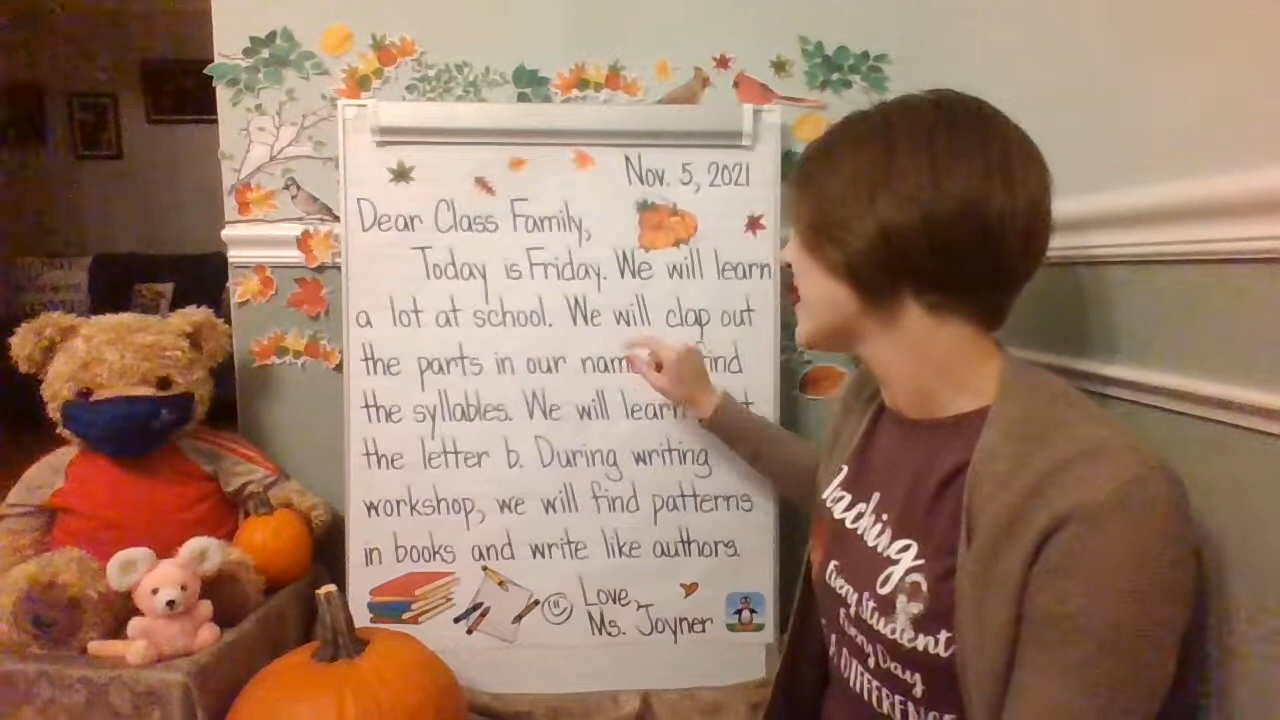 Nov. 5, 2021
Dear Class Family,
Today is Friday. We will learn
a lot at school. We will clap out
the parts in our
the syllables. We will learn
the letter b. During writing
workshop, we will find patterns
in books and write like authors.
Love,
Ms. Joyner
Teaching
Every Student
Every Day
A DIFFERENCE